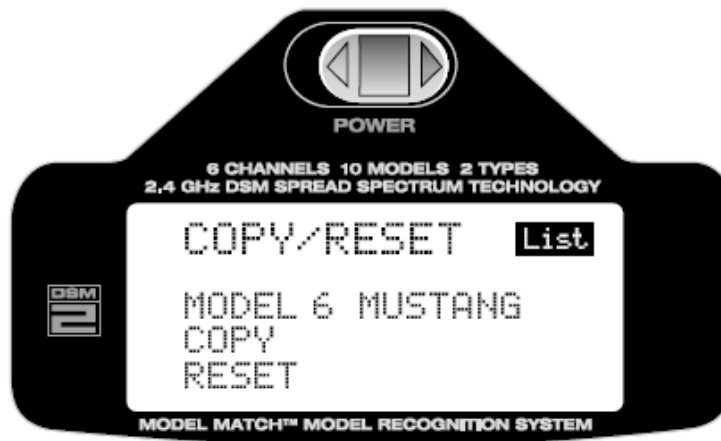 POWER
6 CHANNELS 10 MODELS 2 TYPES
2.4 GHz DSM SPREAD SPECTRUM TECHNOLOGY
COPY/RESET List
DSM
2
MODEL 6 MUSTANG
COPY
RESET
MODEL MATCH™ MODEL RECOGNITION SYSTEM